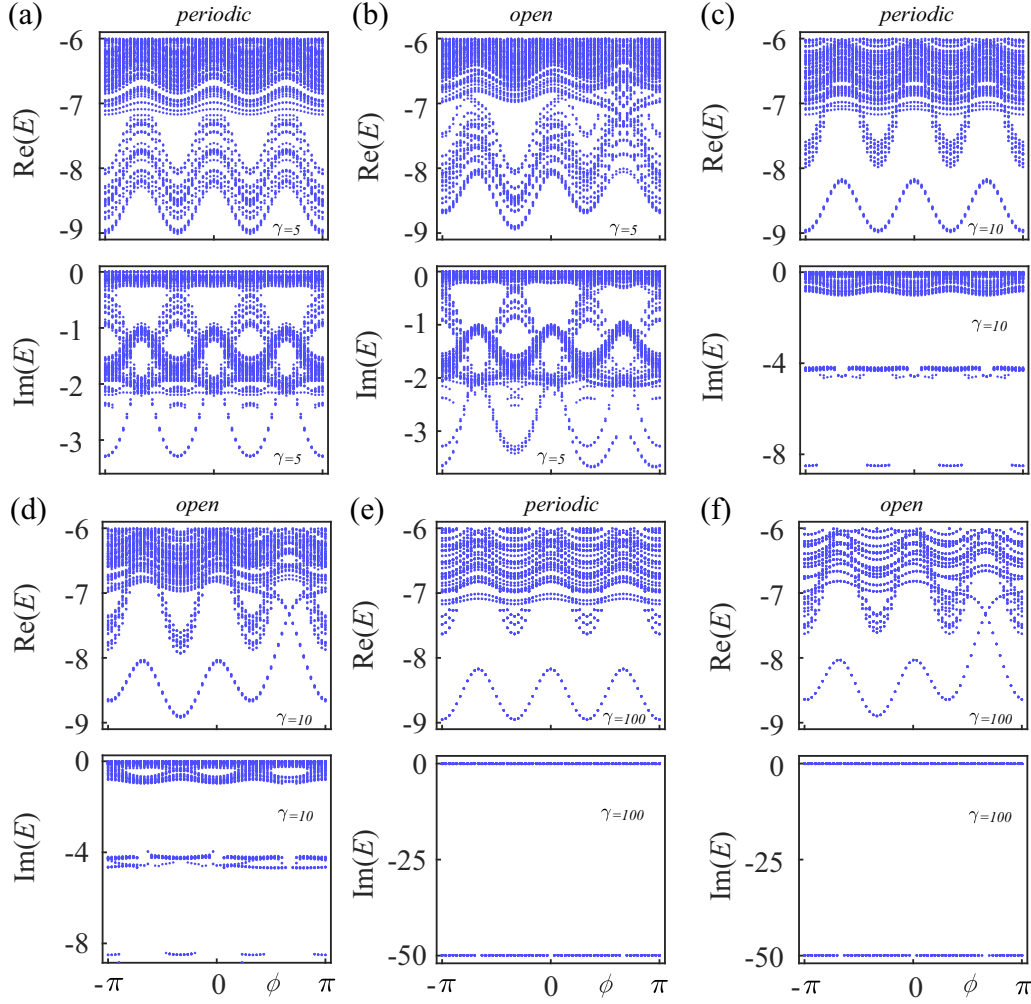 (a) periodic
-6
-7
-8
-9
Re(E)
γ=5
0
-1
-2
-3
Im(E)
γ=5
(b) open
-6
-7
-8
-9
Re(E)
γ=5
0
-1
-2
-3
Im(E)
γ=5
(c) periodic
-6
-7
-8
-9
Re(E)
γ=10
0
-4
-8
Im(E)
γ=10
(d) open
-6
-7
-8
-9
Re(E)
γ=10
0
-4
-8
Im(E)
γ=10
-π 0 ϕ π
(e) periodic
-6
-7
-8
-9
Re(E)
γ=100
0
-25
-50
Im(E)
γ=100
-π 0 ϕ π
(f) open
-6
-7
-8
-9
Re(E)
γ=100
0
-25
-50
Im(E)
γ=100
-π 0 ϕ π